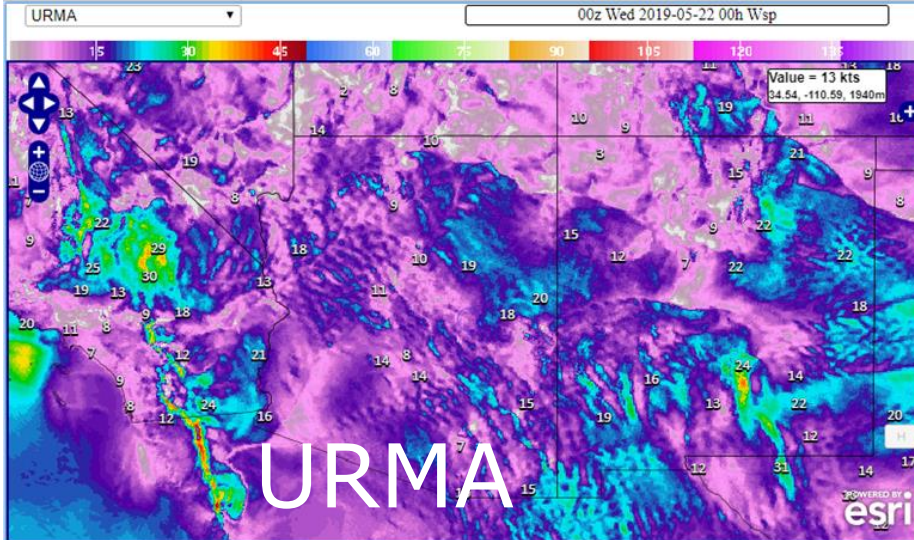 URMA
00z Wed 2019-05-22 00h Wsp
15 30 45 60 75 90 105 120 135
23 2 8 11 13 18
Value = 13 kts
34.54, -110.59, 1940m
13 14 10 10 9 19 11
19 3 15 21
8 9 9 8
22 15 9 22
9 29 18 10 12 22
25 30 19 7 22
19 13 13 11 20 18
20 11 8 9 18 18
7 12 21 14 8 24
9 14 16 14
8 12 24 16 15 19 13 22 20
7 12
12 31 14 17
15
URMA
H
POWERED BY
esri
12